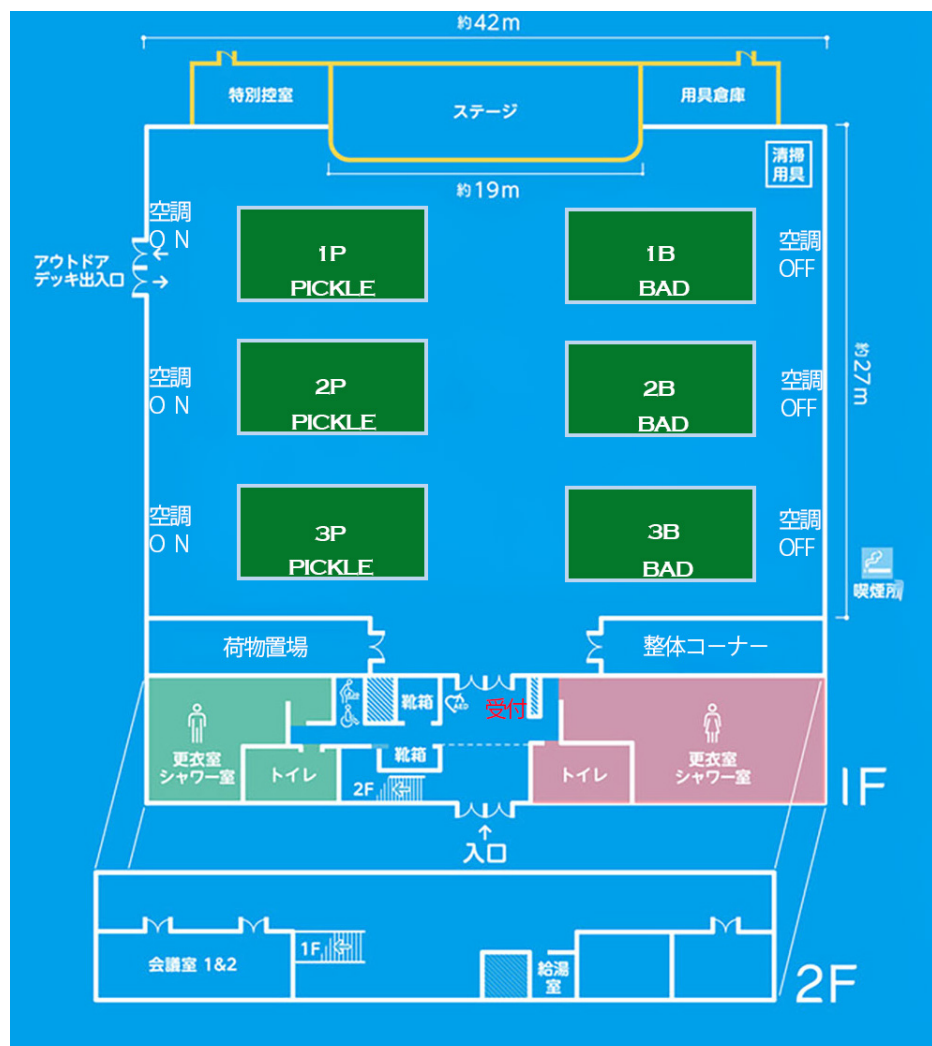 約42m
特別控室
ステージ
用具倉庫
清掃
用具
約19m
空調
ＯＮ
1P
PICKLE
1B
BAD
空調
OFF
アウトドア
デッキ出入口
約27m
空調
ＯＮ
2P
PICKLE
2B
BAD
空調
OFF
空調
ＯＮ
3P
PICKLE
3B
BAD
空調
OFF
喫煙所
荷物置場
整体コーナー
靴箱
AED
受付
更衣室
シャワー室
トイレ
靴箱
2F
トイレ
更衣室
シャワー室
1F
入口
会議室 1&2
1F
給湯
室
2F